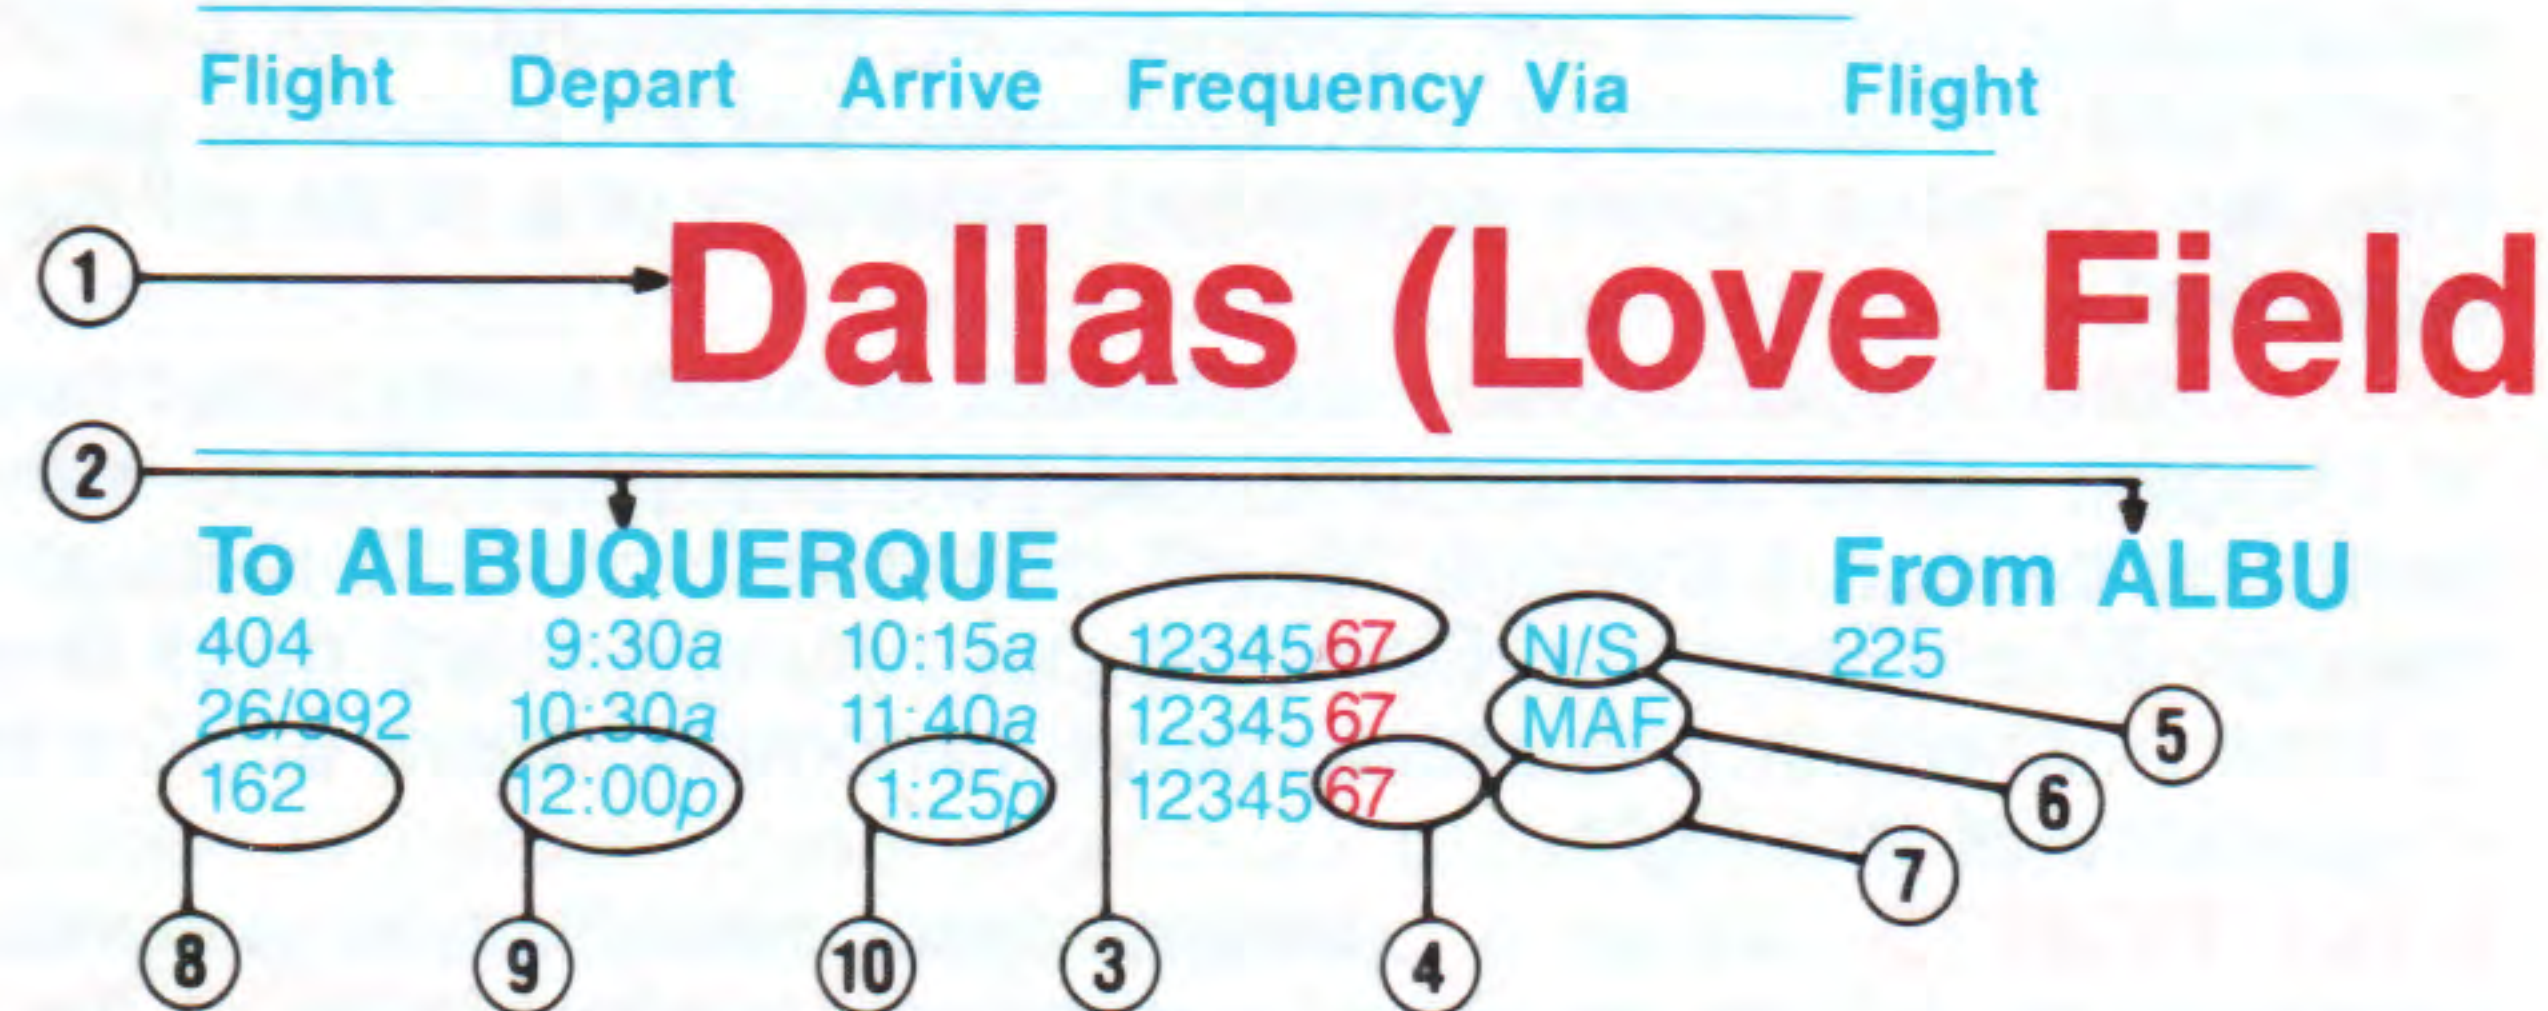 Flight Depart Arrive Frequency Via Flight
1 Dallas (Love Field
2
To ALBUQUERQUE From ALBU
404 9:30a 10:15a 1234567 N/S 225
26/992 10:30a 11:40a 1234567 MAF 5
162 12:00p 1:25p 1234567 6
7
8 9 10 3 4